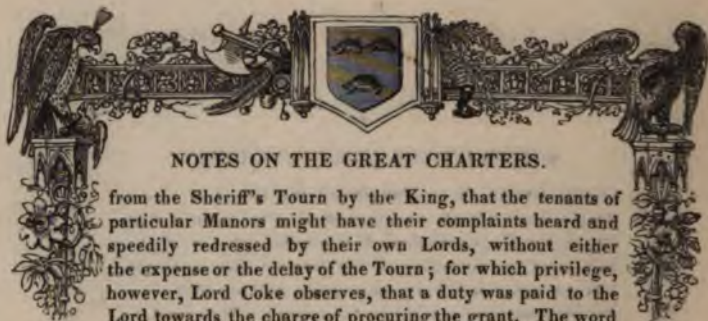 NOTES ON THE GREAT CHARTERS.
from the Sheriff's Tourn by the King, that the tenants of
particular Manors might have their complaints heard and
speedily redressed by their own Lords, without either
the expense or the delay of the Tourn; for which privilege,
however, Lord Coke observes, that a duty was paid to the
Lord towards the charge of procuring the grant. The word